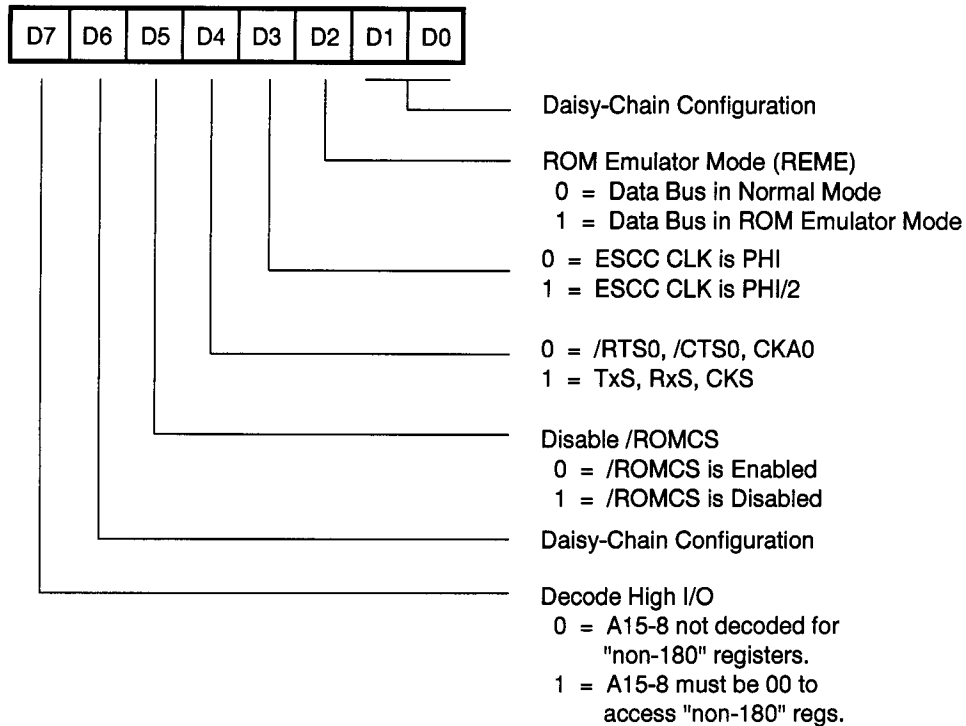 D7 D6 D5 D4 D3 D2 D1 D0
Daisy-Chain Configuration
ROM Emulator Mode (REME)
0 = Data Bus in Normal Mode
1 = Data Bus in ROM Emulator Mode
0 = ESCC CLK is PHI
1 = ESCC CLK is PHI/2
0 = /RTS0, /CTS0, CKA0
1 = TxS, RxS, CKS
Disable /ROMCS
0 = /ROMCS is Enabled
1 = /ROMCS is Disabled
Daisy-Chain Configuration
Decode High I/O
0 = A15-8 not decoded for
"non-180" registers.
1 = A15-8 must be 00 to
access "non-180" regs.